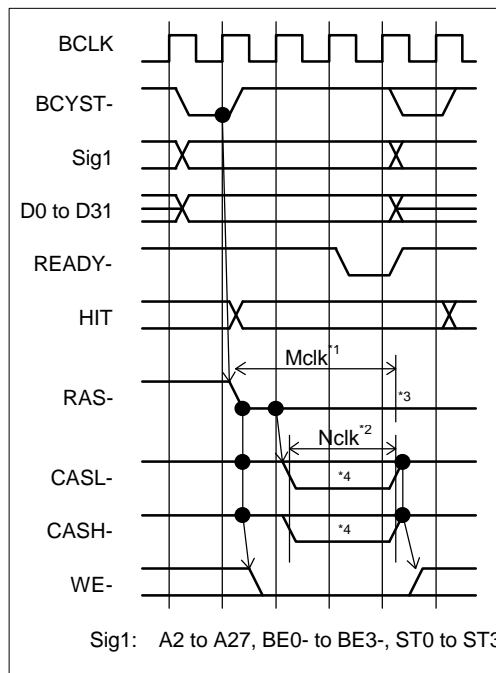 BCLK
BCYST-
Sig1
D0 to D31
READY-
HIT
Mclk*1
RAS-
*3
Nclk*2
CASL-
*4
CASH-
*4
WE-
Sig1: A2 to A27, BE0- to BE3-, ST0 to ST3